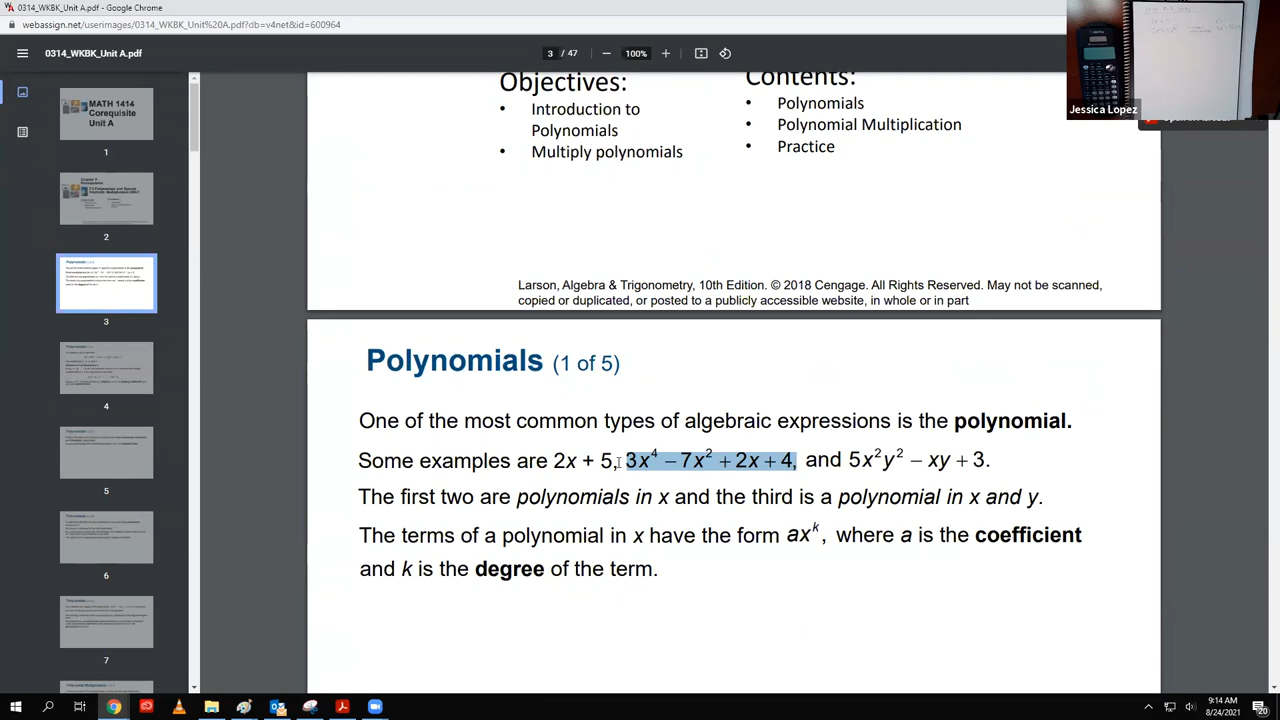 0314_WKBK_Unit A.pdf - Google Chrome
webassign.net/userimages/0314_WKBK_Unit%20A.pdf?db=v4net&id=600964
0314_WKBK_Unit A.pdf
3 / 47
100%
Jessica Lopez
MATH 1414
Corequisite
Unit A
1
2
3
4
5
6
7
Objectives:
• Introduction to
Polynomials
• Multiply polynomials
Contents:
• Polynomials
• Polynomial Multiplication
• Practice
Larson, Algebra & Trigonometry, 10th Edition. © 2018 Cengage. All Rights Reserved. May not be scanned,
copied or duplicated, or posted to a publicly accessible website, in whole or in part
Polynomials (1 of 5)
One of the most common types of algebraic expressions is the polynomial.
Some examples are 2x + 5, 3x⁴ − 7x² + 2x + 4, and 5x²y² − xy + 3.
The first two are polynomials in x and the third is a polynomial in x and y.
The terms of a polynomial in x have the form axᵏ, where a is the coefficient
and k is the degree of the term.
9:14 AM
8/24/2021
20